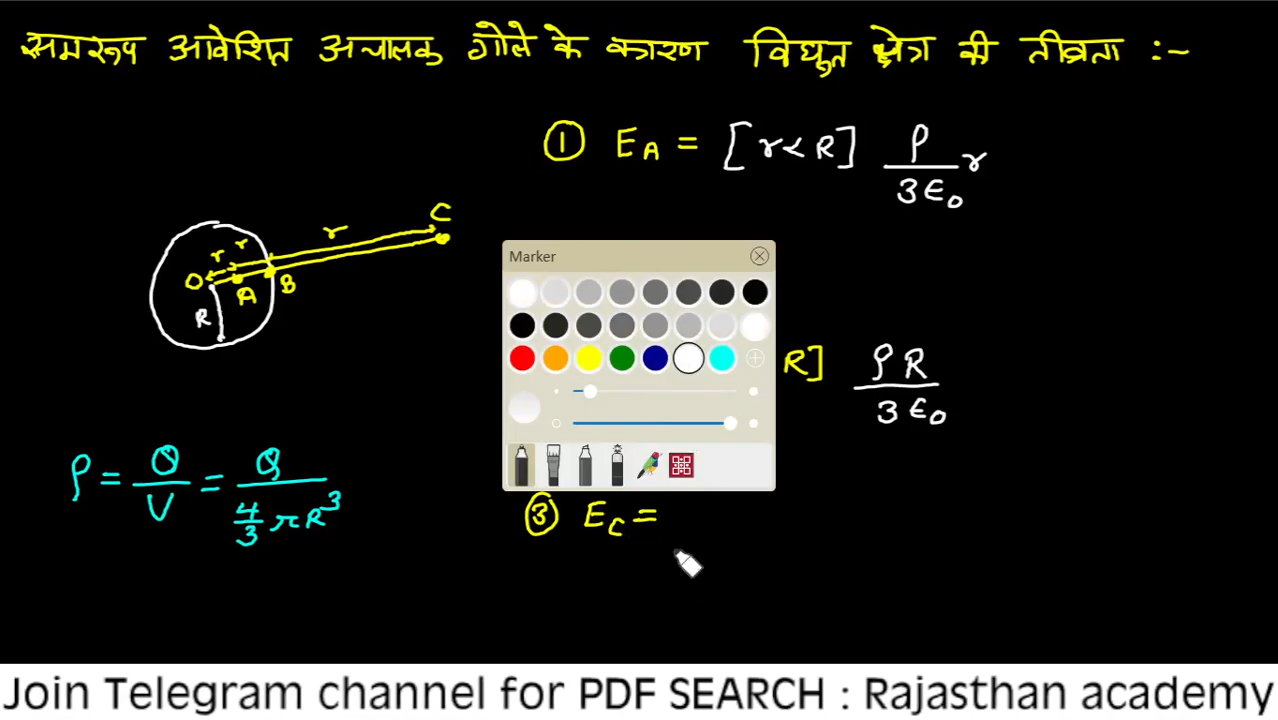 समरूप आवेशित अचालक गोले के कारण विद्युत क्षेत्र की तीव्रता :-
① E_A = [r<R] ρ/3ϵ₀ r
C
r
r r
O A B
R
Marker
R] ρR/3ϵ₀
ρ = Q/V = Q/(4/3 πR³)
③ E_C =
Join Telegram channel for PDF SEARCH : Rajasthan academy